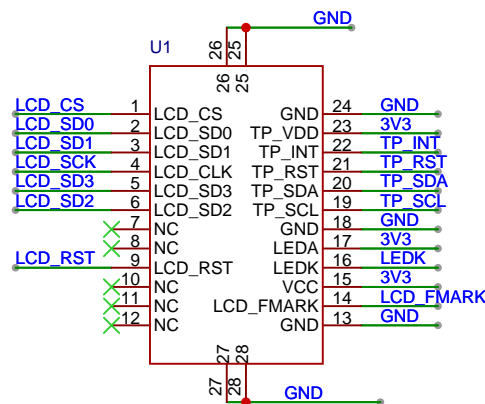 GND
U1
26 25
26 25
LCD_CS 1 LCD_CS GND 24 GND
LCD_SD0 2 LCD_SD0 TP_VDD 23 3V3
LCD_SD1 3 LCD_SD1 TP_INT 22 TP_INT
LCD_SCK 4 LCD_CLK TP_RST 21 TP_RST
LCD_SD3 5 LCD_SD3 TP_SDA 20 TP_SDA
LCD_SD2 6 LCD_SD2 TP_SCL 19 TP_SCL
7 NC GND 18 GND
8 NC LEDA 17 3V3
LCD_RST 9 LCD_RST LEDK 16 LEDK
10 NC VCC 15 3V3
11 NC LCD_FMARK 14 LCD_FMARK
12 NC GND 13 GND
27 28
27 28
GND